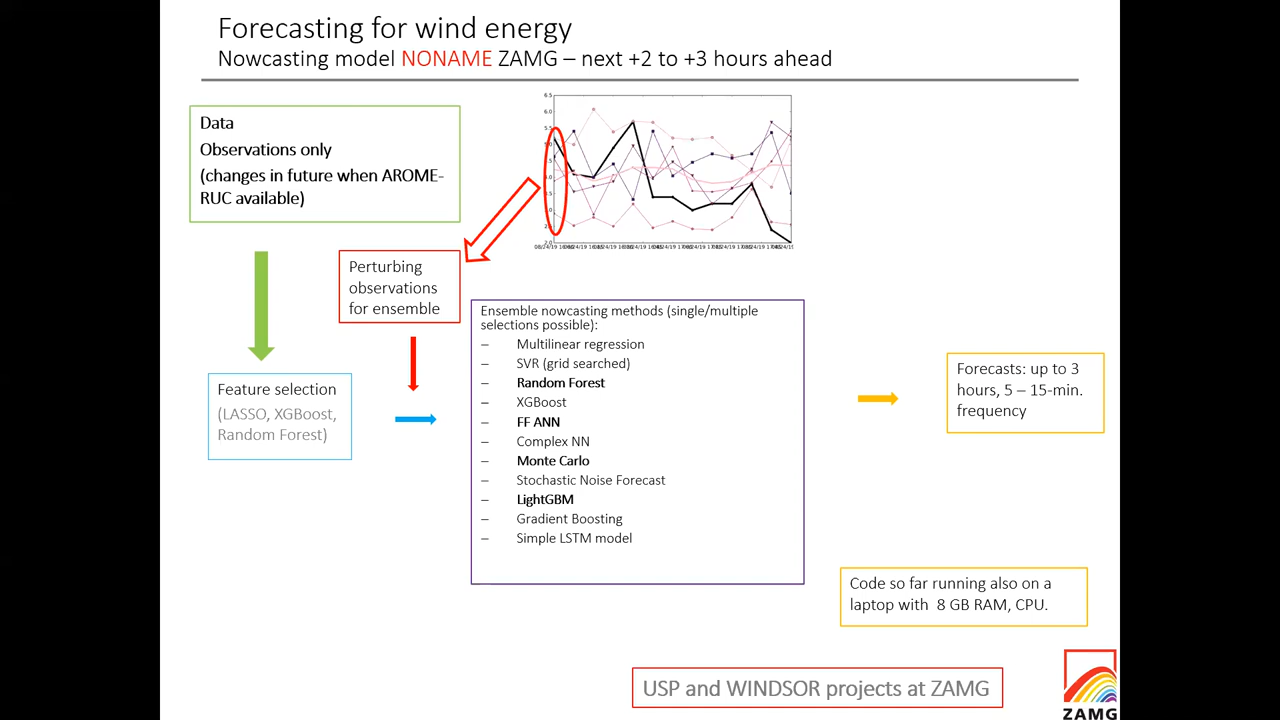 Forecasting for wind energy
Nowcasting model NONAME ZAMG – next +2 to +3 hours ahead
Data
Observations only
(changes in future when AROME-
RUC available)
6.5
6.0
Perturbing
observations
for ensemble
Ensemble nowcasting methods (single/multiple
selections possible):
– Multilinear regression
– SVR (grid searched)
– Random Forest
– XGBoost
– FF ANN
– Complex NN
– Monte Carlo
– Stochastic Noise Forecast
– LightGBM
– Gradient Boosting
– Simple LSTM model
Feature selection
(LASSO, XGBoost,
Random Forest)
Forecasts: up to 3
hours, 5 – 15-min.
frequency
Code so far running also on a
laptop with  8 GB RAM, CPU.
USP and WINDSOR projects at ZAMG
ZAMG